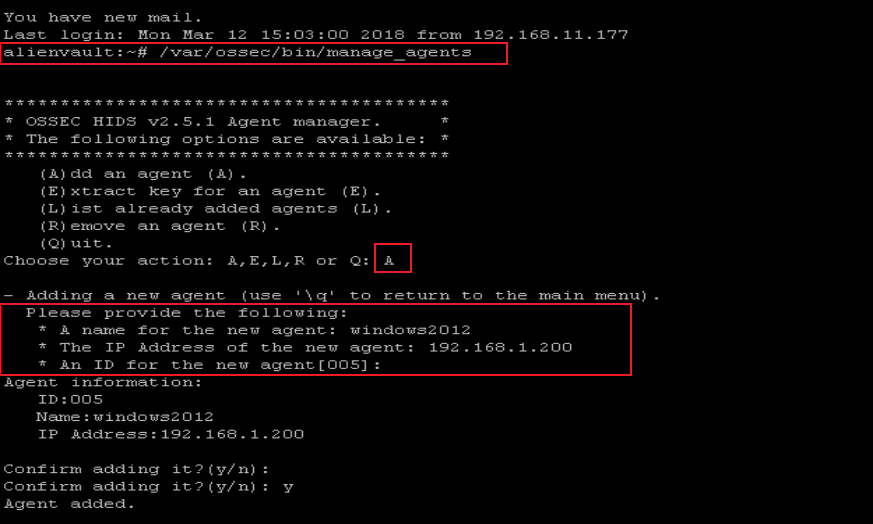 You have new mail.
Last login: Mon Mar 12 15:03:00 2018 from 192.168.11.177
alienvault:~# /var/ossec/bin/manage_agents
****************************************
* OSSEC HIDS v2.5.1 Agent manager.     *
* The following options are available: *
****************************************
(A)dd an agent (A).
(E)xtract key for an agent (E).
(L)ist already added agents (L).
(R)emove an agent (R).
(Q)uit.
Choose your action: A,E,L,R or Q: A
- Adding a new agent (use '\q' to return to the main menu).
Please provide the following:
* A name for the new agent: windows2012
* The IP Address of the new agent: 192.168.1.200
* An ID for the new agent[005]:
Agent information:
ID:005
Name:windows2012
IP Address:192.168.1.200
Confirm adding it?(y/n):
Confirm adding it?(y/n): y
Agent added.